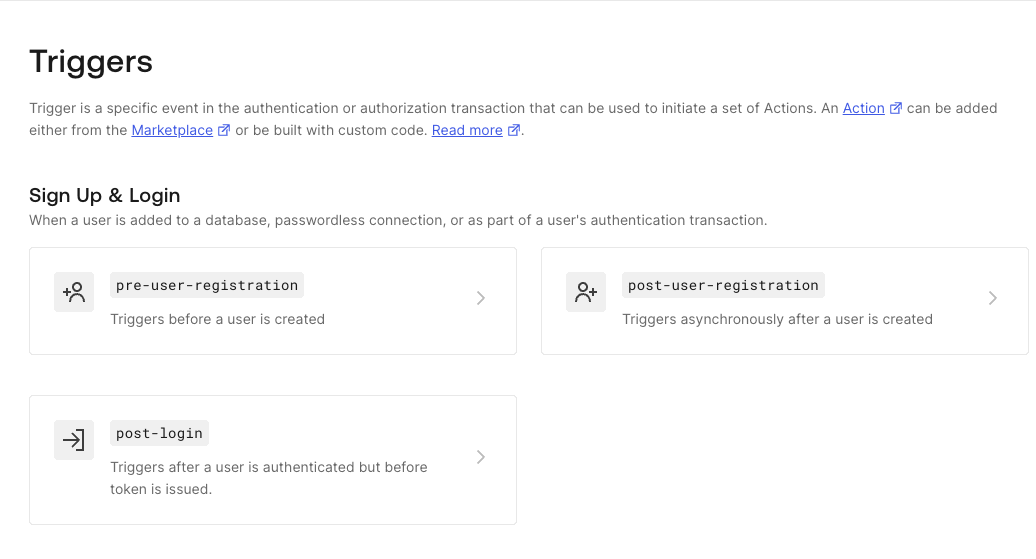 Triggers
Trigger is a specific event in the authentication or authorization transaction that can be used to initiate a set of Actions. An Action can be added
either from the Marketplace or be built with custom code. Read more.
Sign Up & Login
When a user is added to a database, passwordless connection, or as part of a user's authentication transaction.
pre-user-registration
Triggers before a user is created
post-user-registration
Triggers asynchronously after a user is created
post-login
Triggers after a user is authenticated but before
token is issued.